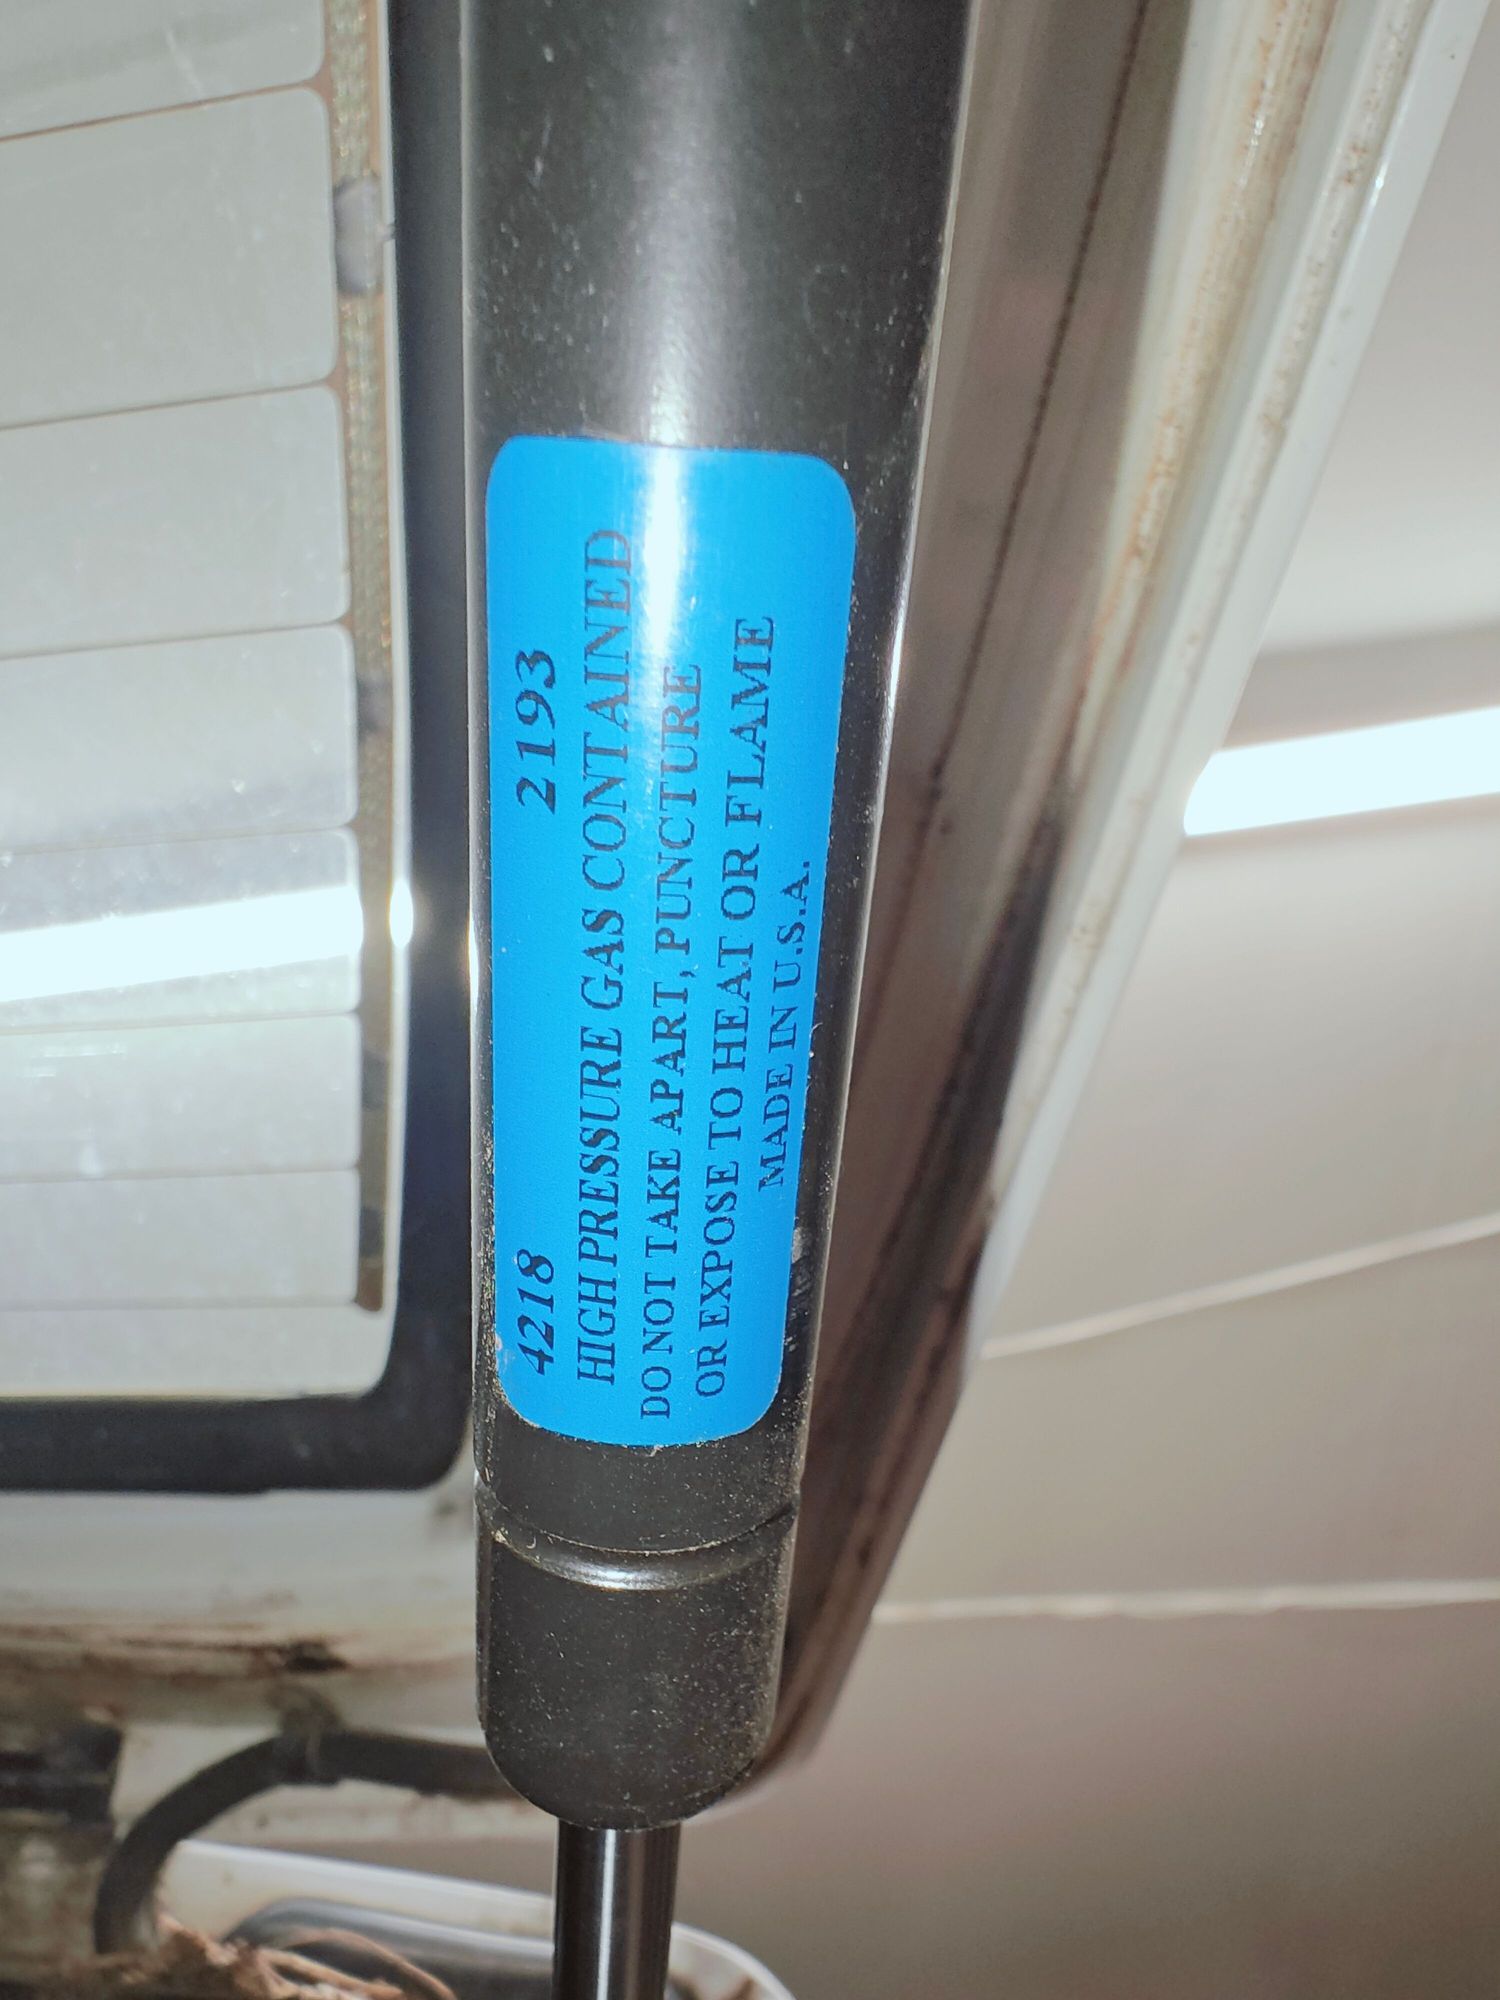 4218 2193
HIGH PRESSURE GAS CONTAINED
DO NOT TAKE APART, PUNCTURE
OR EXPOSE TO HEAT OR FLAME
MADE IN U.S.A.